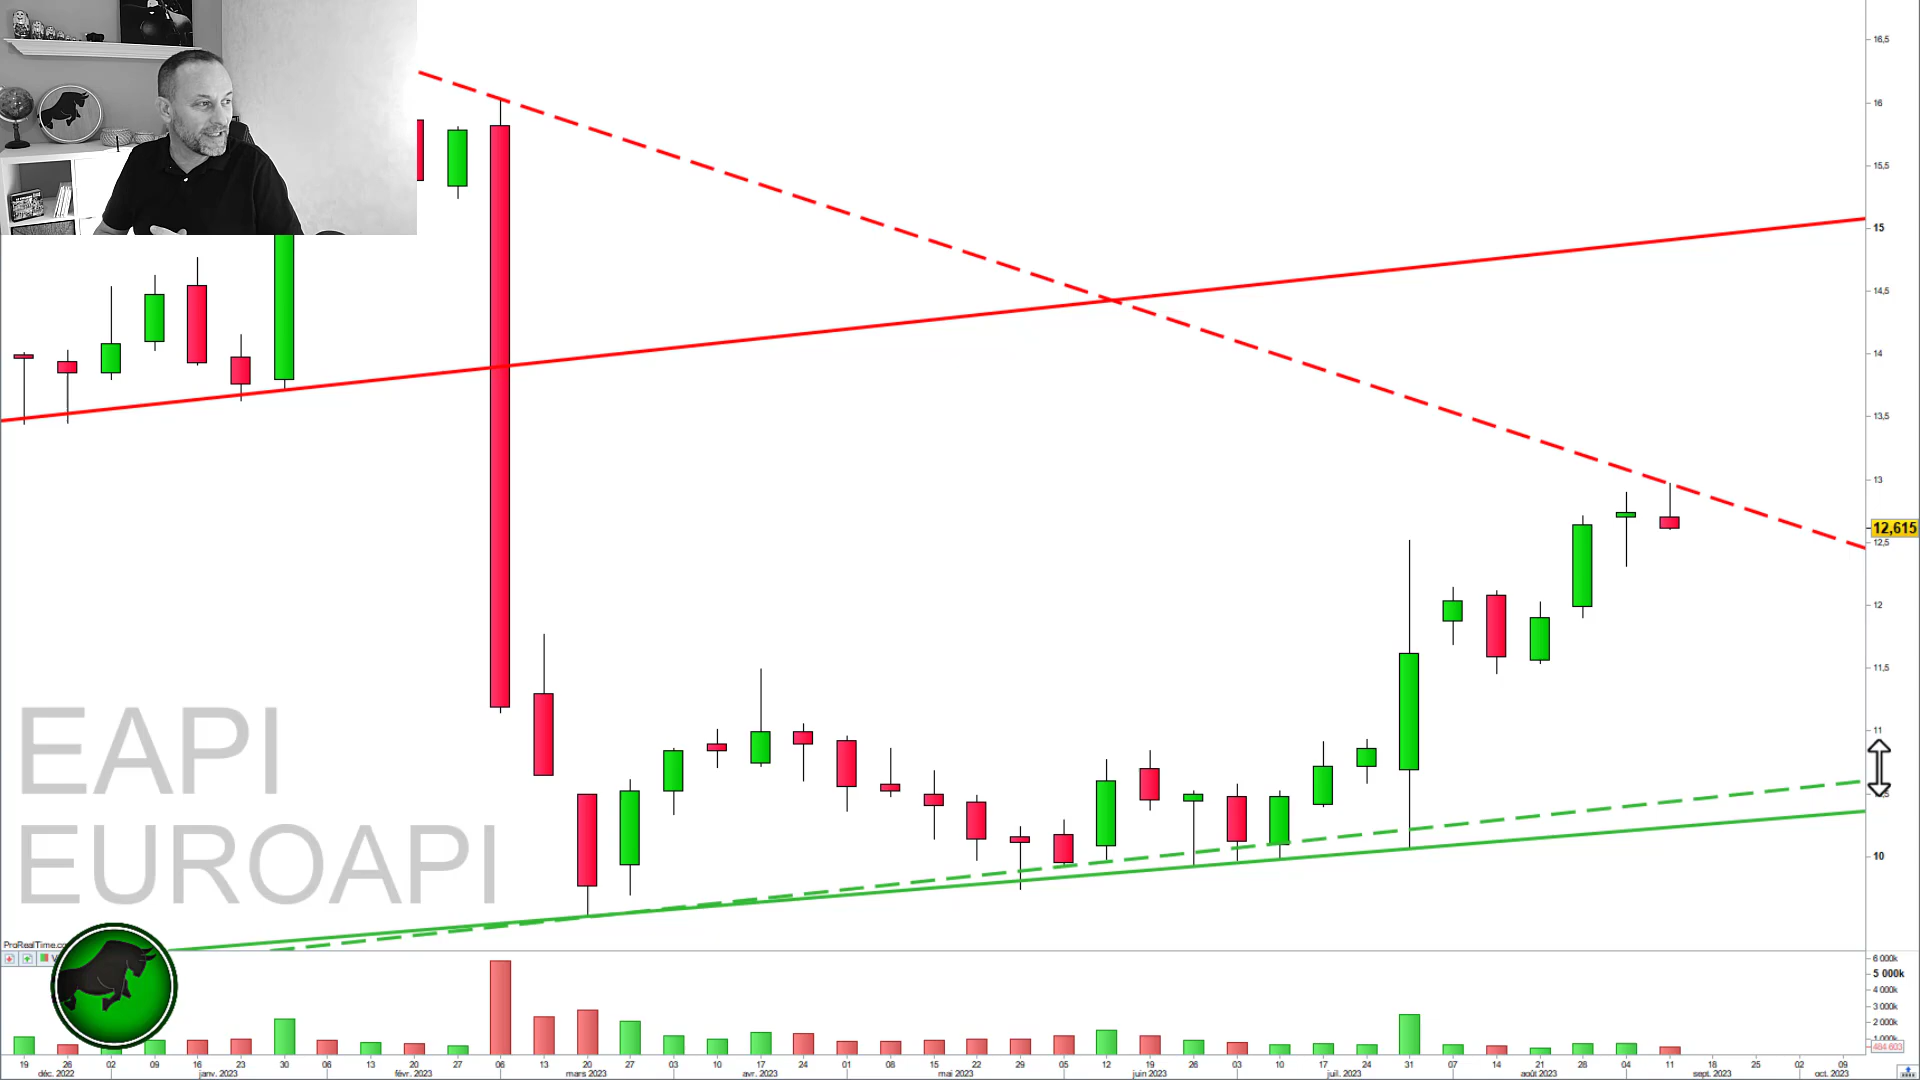 16,5
16
15,5
15
14,5
14
13,5
13
12,615
12,5
12
11,5
11
10
EAPI
EUROAPI
ProRealTime.co
6 000k
5 000k
4 000k
3 000k
2 000k
1 000k
484 603
19 26 02 09 16 23 30 06 13 20 27 06 13 20 27 03 10 17 24 01 08 15 22 29 05 12 19 26 03 10 17 24 31 07 14 21 28 04 11 18 25 02 09
déc. 2022 janv. 2023 févr. 2023 mars 2023 avr. 2023 mai 2023 juin 2023 juil. 2023 août 2023 sept. 2023 oct. 2023